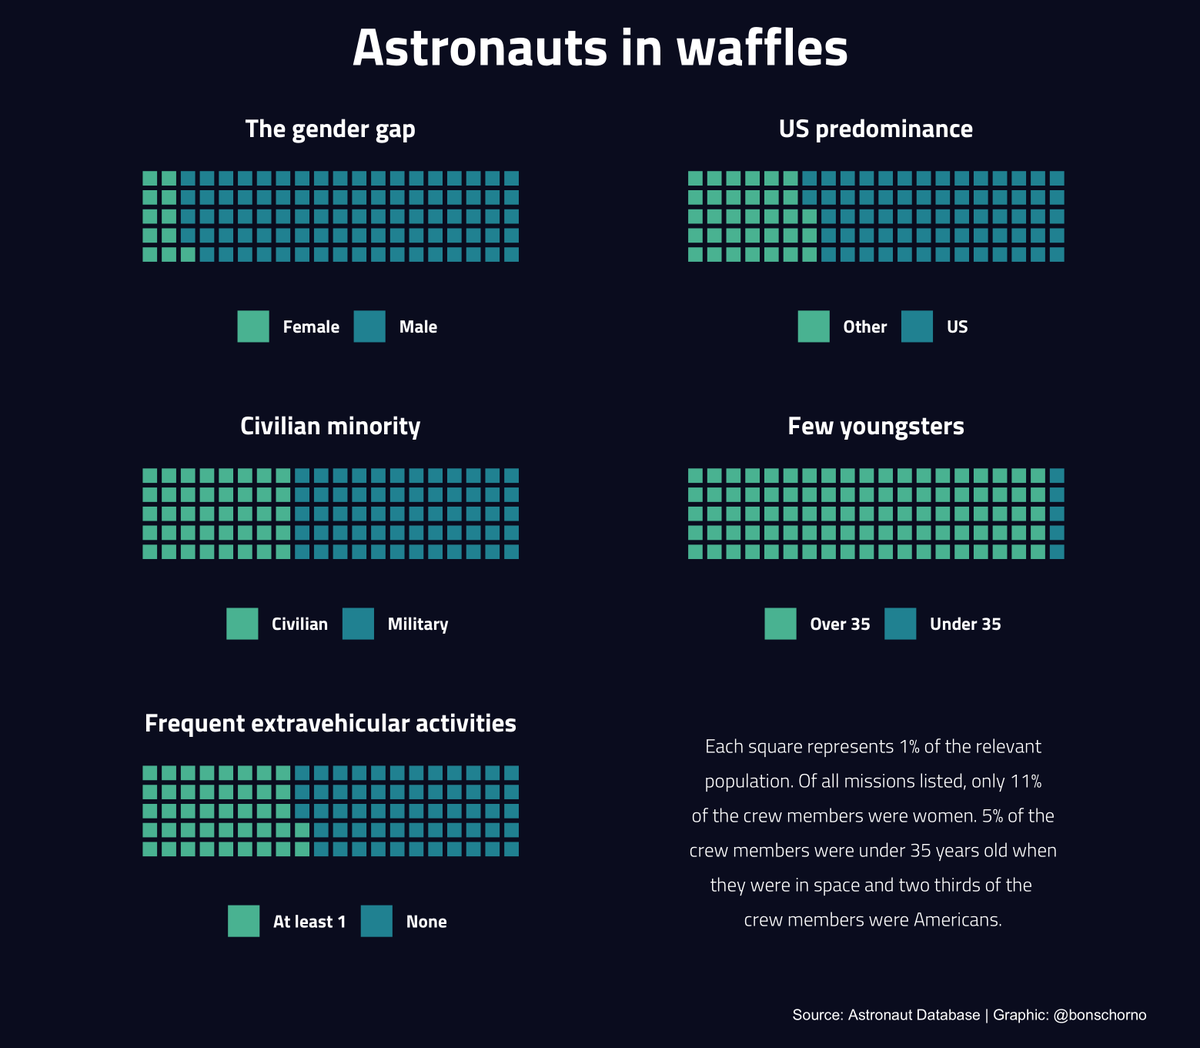 Astronauts in waffles
The gender gap
US predominance
Female Male
Other US
Civilian minority
Few youngsters
Civilian Military
Over 35 Under 35
Frequent extravehicular activities
Each square represents 1% of the relevant
population. Of all missions listed, only 11%
of the crew members were women. 5% of the
crew members were under 35 years old when
they were in space and two thirds of the
crew members were Americans.
At least 1 None
Source: Astronaut Database | Graphic: @bonschorno